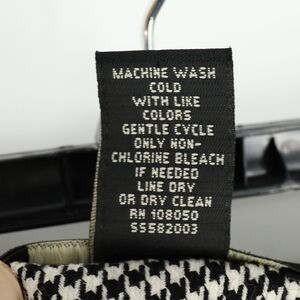 MACHINE WASH
COLD
WITH LIKE
COLORS
GENTLE CYCLE
ONLY NON-
CHLORINE BLEACH
IF NEEDED
LINE DRY
OR DRY CLEAN
RN 108050
SS582003